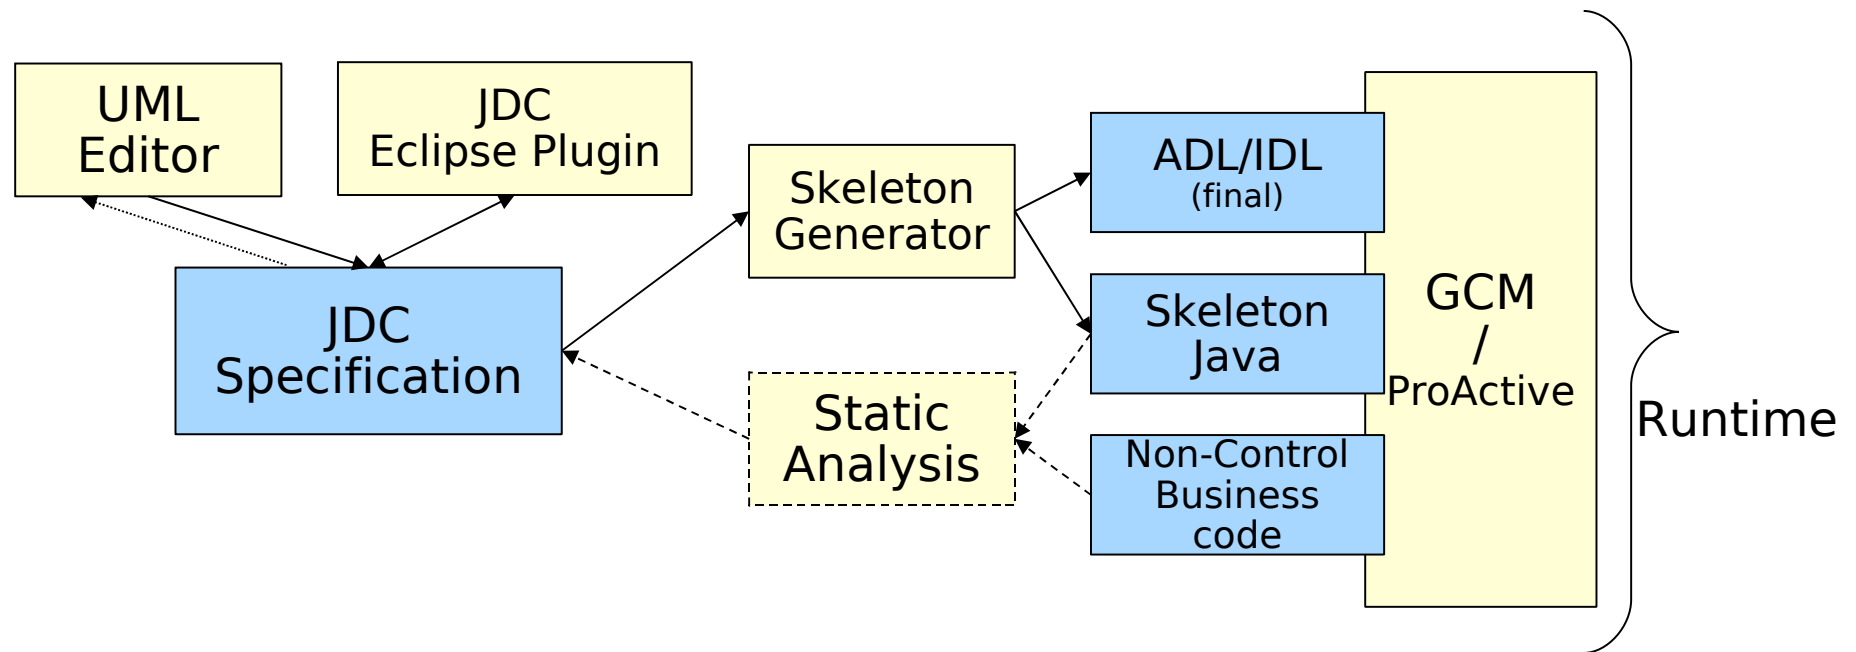 UML
Editor
JDC
Eclipse Plugin
JDC
Specification
Skeleton
Generator
Static
Analysis
ADL/IDL
(final)
Skeleton
Java
Non-Control
Business
code
GCM
/
ProActive
Runtime